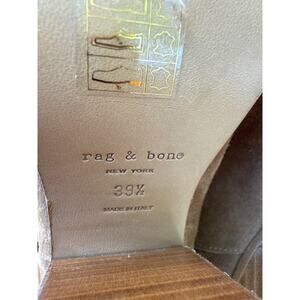 rag & bone
NEW YORK
39½
MADE IN ITALY